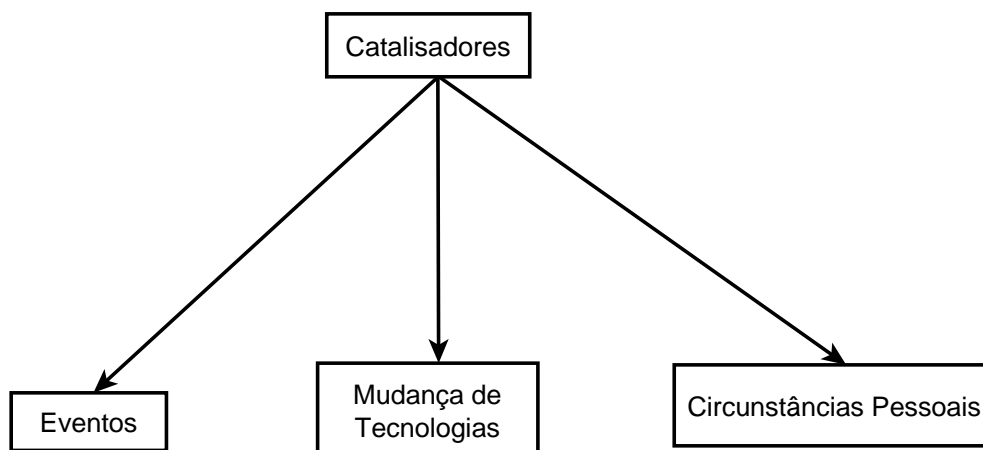 Catalisadores
Eventos
Mudança de
Tecnologias
Circunstâncias Pessoais